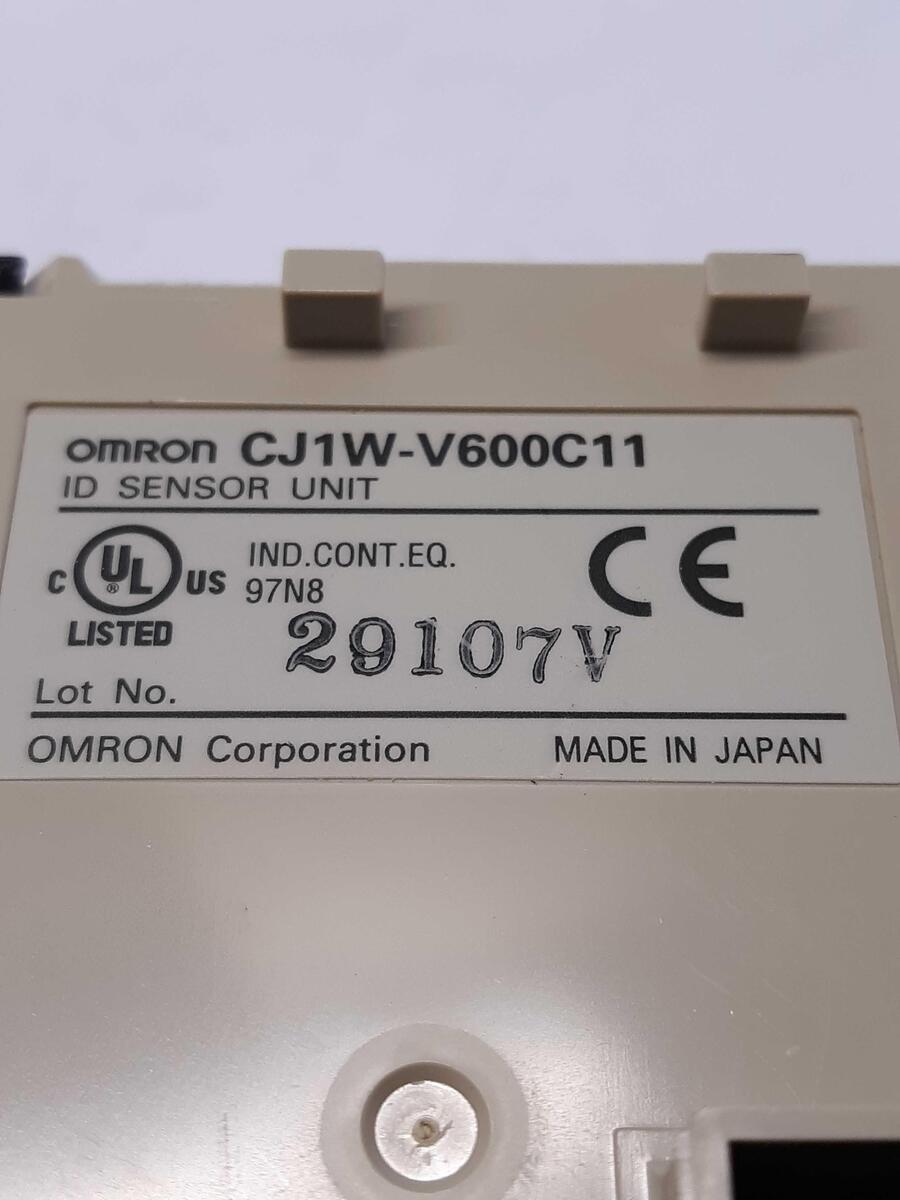 omron CJ1W-V600C11
ID SENSOR UNIT
C UL ® US LISTED
IND.CONT.EQ.
97N8
CE
29107V
Lot No.
OMRON Corporation MADE IN JAPAN